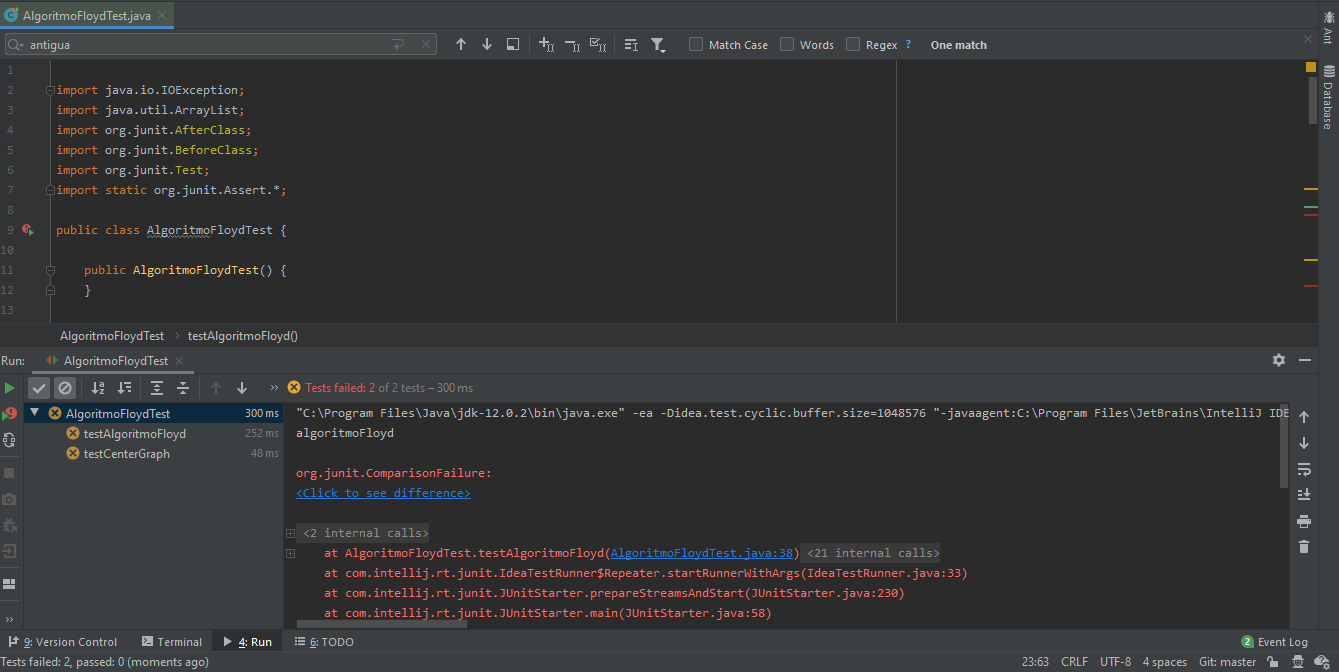 AlgoritmoFloydTest.java
antigua
Match Case Words Regex ? One match
1
2 import java.io.IOException;
3 import java.util.ArrayList;
4 import org.junit.AfterClass;
5 import org.junit.BeforeClass;
6 import org.junit.Test;
7 import static org.junit.Assert.*;
8
9 public class AlgoritmoFloydTest {
10
11 public AlgoritmoFloydTest() {
12 }
13
Ant
Database
AlgoritmoFloydTest › testAlgoritmoFloyd()
Run: AlgoritmoFloydTest
Tests failed: 2 of 2 tests – 300 ms
AlgoritmoFloydTest 300 ms
testAlgoritmoFloyd 252 ms
testCenterGraph 48 ms
"C:\Program Files\Java\jdk-12.0.2\bin\java.exe" -ea -Didea.test.cyclic.buffer.size=1048576 "-javaagent:C:\Program Files\JetBrains\IntelliJ IDE
algoritmoFloyd
org.junit.ComparisonFailure:
<Click to see difference>
<2 internal calls>
at AlgoritmoFloydTest.testAlgoritmoFloyd(AlgoritmoFloydTest.java:38) <21 internal calls>
at com.intellij.rt.junit.IdeaTestRunner$Repeater.startRunnerWithArgs(IdeaTestRunner.java:33)
at com.intellij.rt.junit.JUnitStarter.prepareStreamsAndStart(JUnitStarter.java:230)
at com.intellij.rt.junit.JUnitStarter.main(JUnitStarter.java:58)
9: Version Control Terminal 4: Run 6: TODO 2 Event Log
Tests failed: 2, passed: 0 (moments ago) 23:63 CRLF UTF-8 4 spaces Git: master